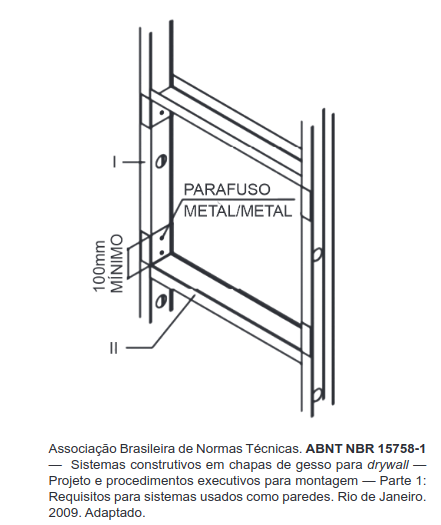 I
PARAFUSO
METAL/METAL
100mm
MÍNIMO
II
Associação Brasileira de Normas Técnicas. ABNT NBR 15758-1
— Sistemas construtivos em chapas de gesso para drywall —
Projeto e procedimentos executivos para montagem — Parte 1:
Requisitos para sistemas usados como paredes. Rio de Janeiro.
2009. Adaptado.